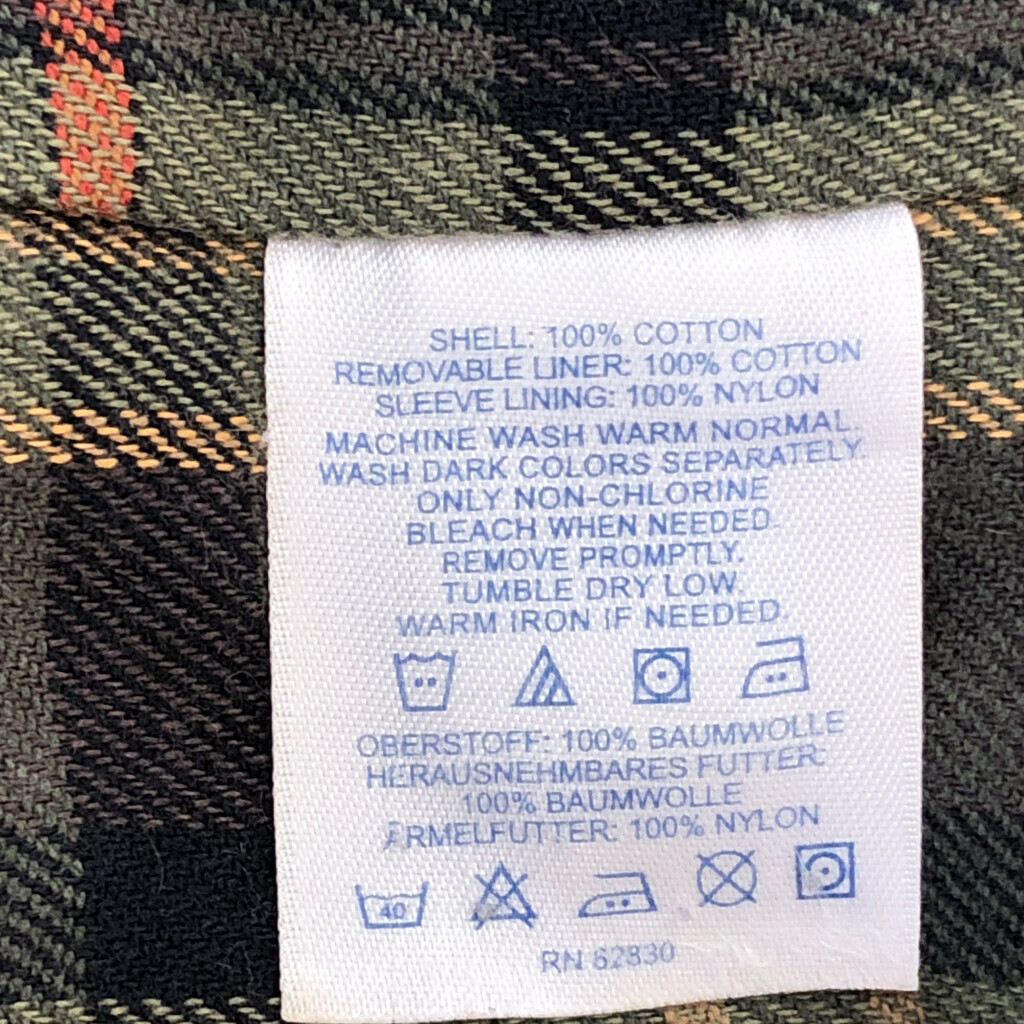 SHELL: 100% COTTON
REMOVABLE LINER: 100% COTTON
SLEEVE LINING: 100% NYLON
MACHINE WASH WARM NORMAL.
WASH DARK COLORS SEPARATELY.
ONLY NON-CHLORINE
BLEACH WHEN NEEDED.
REMOVE PROMPTLY.
TUMBLE DRY LOW.
WARM IRON IF NEEDED.
OBERSTOFF: 100% BAUMWOLLE
HERAUSNEHMBARES FUTTER:
100% BAUMWOLLE
ÄRMELFUTTER: 100% NYLON
40
RN 62830